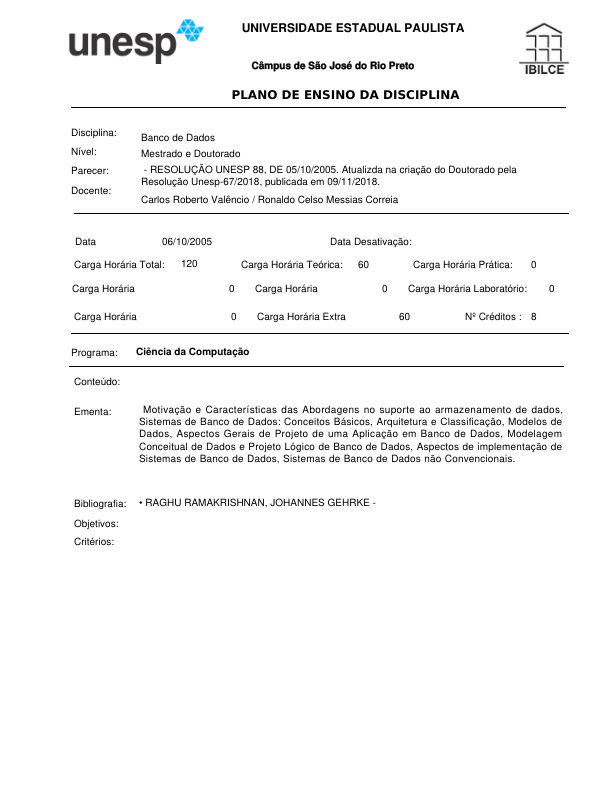 unesp
UNIVERSIDADE ESTADUAL PAULISTA
Câmpus de São José do Rio Preto
IBILCE
PLANO DE ENSINO DA DISCIPLINA
Disciplina: Banco de Dados
Nível: Mestrado e Doutorado
Parecer: - RESOLUÇÃO UNESP 88, DE 05/10/2005. Atualizda na criação do Doutorado pela
Resolução Unesp-67/2018, publicada em 09/11/2018.
Docente: Carlos Roberto Valêncio / Ronaldo Celso Messias Correia
Data 06/10/2005 Data Desativação:
Carga Horária Total: 120 Carga Horária Teórica: 60 Carga Horária Prática: 0
Carga Horária 0 Carga Horária 0 Carga Horária Laboratório: 0
Carga Horária 0 Carga Horária Extra 60 Nº Créditos : 8
Programa: Ciência da Computação
Conteúdo:
Ementa: Motivação e Características das Abordagens no suporte ao armazenamento de dados,
Sistemas de Banco de Dados: Conceitos Básicos, Arquitetura e Classificação, Modelos de
Dados, Aspectos Gerais de Projeto de uma Aplicação em Banco de Dados, Modelagem
Conceitual de Dados e Projeto Lógico de Banco de Dados, Aspectos de implementação de
Sistemas de Banco de Dados, Sistemas de Banco de Dados não Convencionais.
Bibliografia: • RAGHU RAMAKRISHNAN, JOHANNES GEHRKE -
Objetivos:
Critérios: